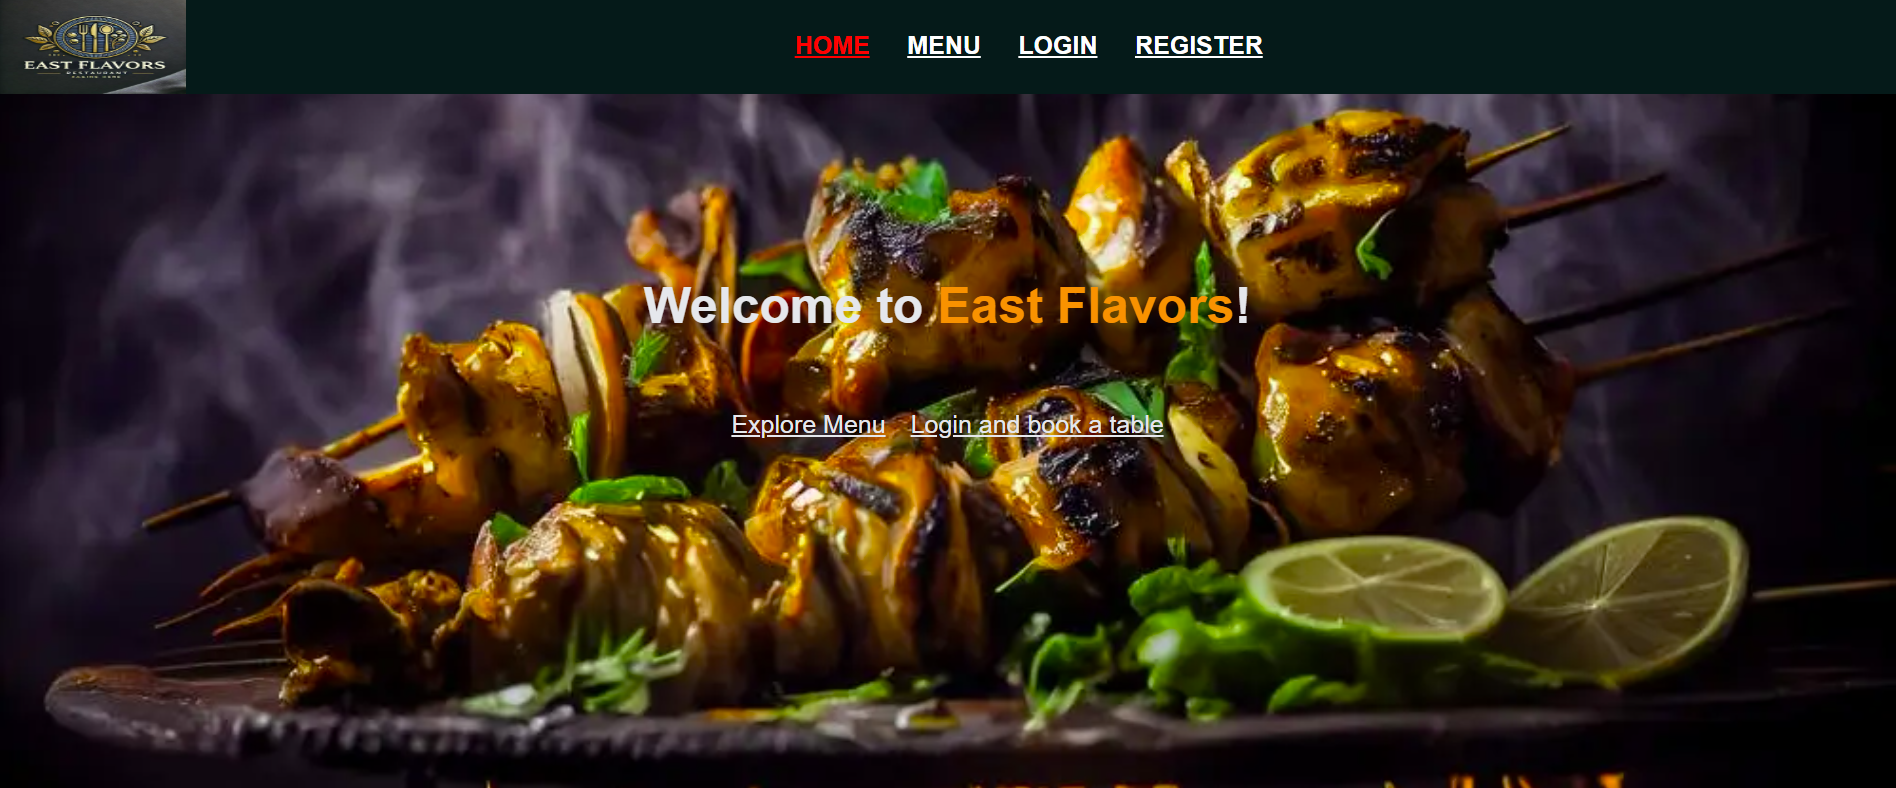 EAST FLAVORS
RESTAURANT
HOME MENU LOGIN REGISTER
Welcome to East Flavors!
Explore Menu Login and book a table